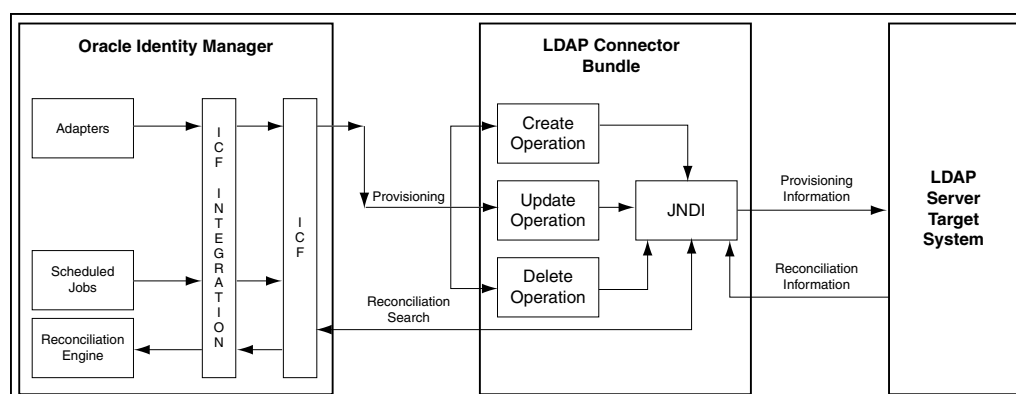 Oracle Identity Manager
Adapters
Scheduled
Jobs
Reconciliation
Engine
ICF INTEGRATION
ICF
Provisioning
Reconciliation
Search
LDAP Connector
Bundle
Create
Operation
Update
Operation
Delete
Operation
JNDI
Provisioning
Information
Reconciliation
Information
LDAP
Server
Target
System